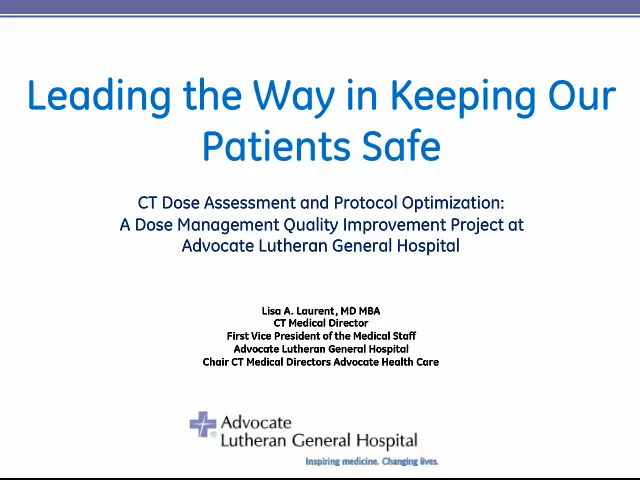 Leading the Way in Keeping Our
Patients Safe
CT Dose Assessment and Protocol Optimization:
A Dose Management Quality Improvement Project at
Advocate Lutheran General Hospital
Lisa A. Laurent, MD MBA
CT Medical Director
First Vice President of the Medical Staff
Advocate Lutheran General Hospital
Chair CT Medical Directors Advocate Health Care
Advocate
Lutheran General Hospital
Inspiring medicine. Changing lives.